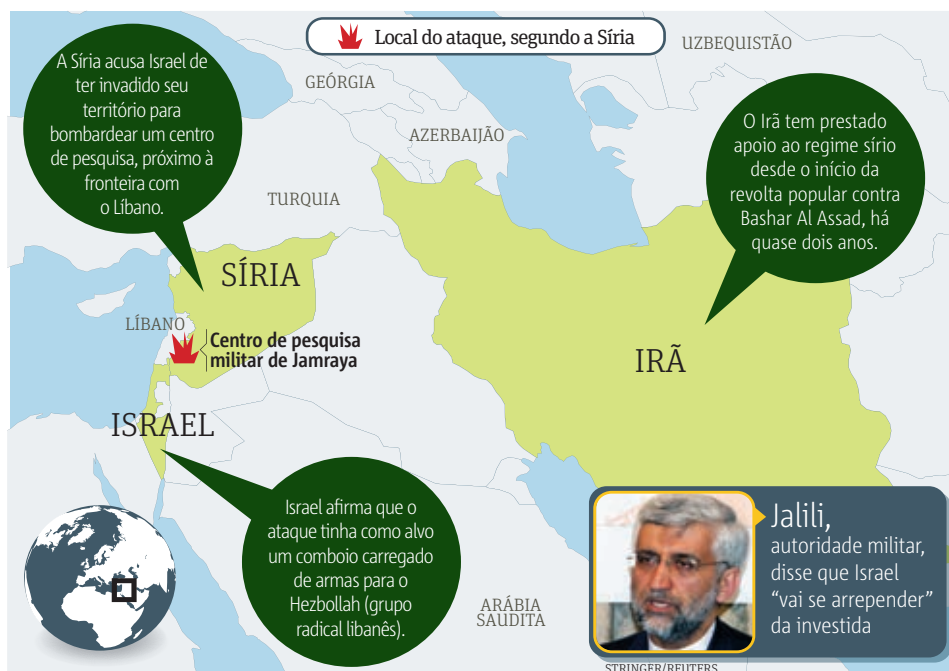 Local do ataque, segundo a Síria
A Síria acusa Israel de
ter invadido seu
território para
bombardear um centro
de pesquisa, próximo à
fronteira com
o Líbano.
GEÓRGIA
UZBEQUISTÃO
AZERBAIJÃO
TURQUIA
O Irã tem prestado
apoio ao regime sírio
desde o início da
revolta popular contra
Bashar Al Assad, há
quase dois anos.
SÍRIA
LÍBANO
Centro de pesquisa
militar de Jamraya
IRÃ
ISRAEL
Israel afirma que o
ataque tinha como alvo
um comboio carregado
de armas para o
Hezbollah (grupo
radical libanês).
ARÁBIA
SAUDITA
Jalili,
autoridade militar,
disse que Israel
“vai se arrepender”
da investida
STRINGER/REUTERS